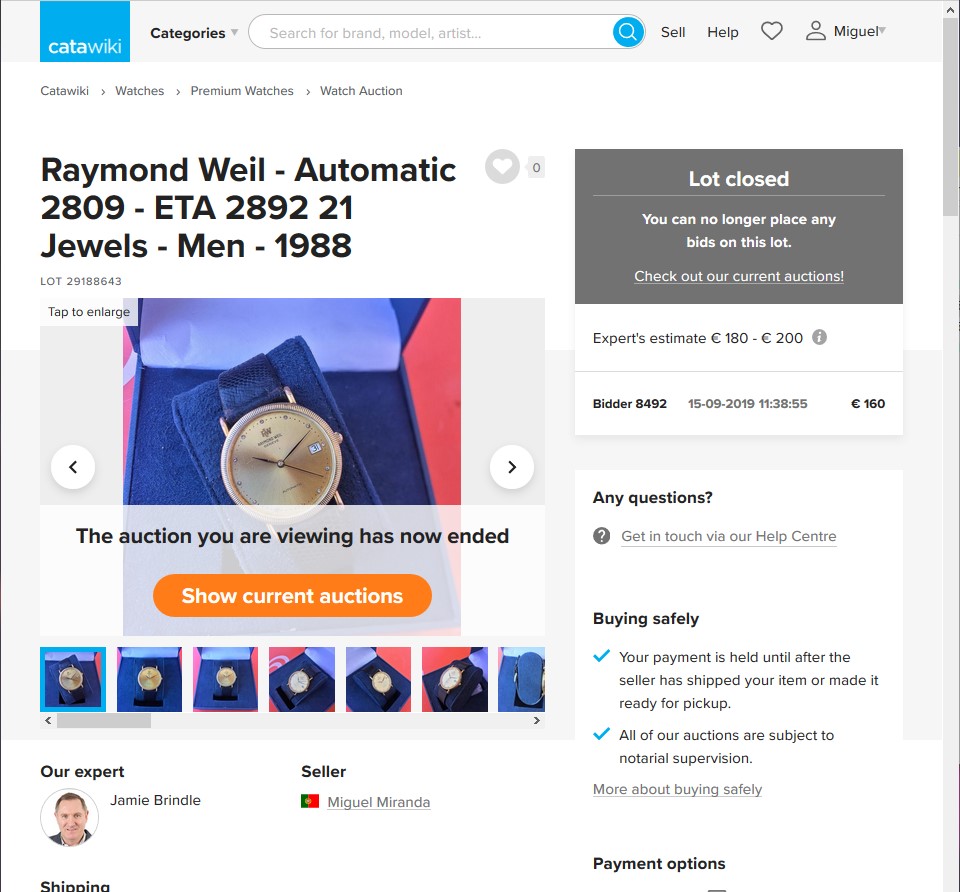 catawiki
Categories
Search for brand, model, artist...
Sell
Help
Miguel
Catawiki › Watches › Premium Watches › Watch Auction
Raymond Weil - Automatic
2809 - ETA 2892 21
Jewels - Men - 1988
0
LOT 29188643
Tap to enlarge
RAYMOND WEIL
31
The auction you are viewing has now ended
Show current auctions
Lot closed
You can no longer place any
bids on this lot.
Check out our current auctions!
Expert's estimate € 180 - € 200
Bidder 8492 15-09-2019 11:38:55 € 160
Any questions?
Get in touch via our Help Centre
Buying safely
Your payment is held until after the
seller has shipped your item or made it
ready for pickup.
All of our auctions are subject to
notarial supervision.
More about buying safely
Payment options
Our expert
Jamie Brindle
Seller
Miguel Miranda
Shipping